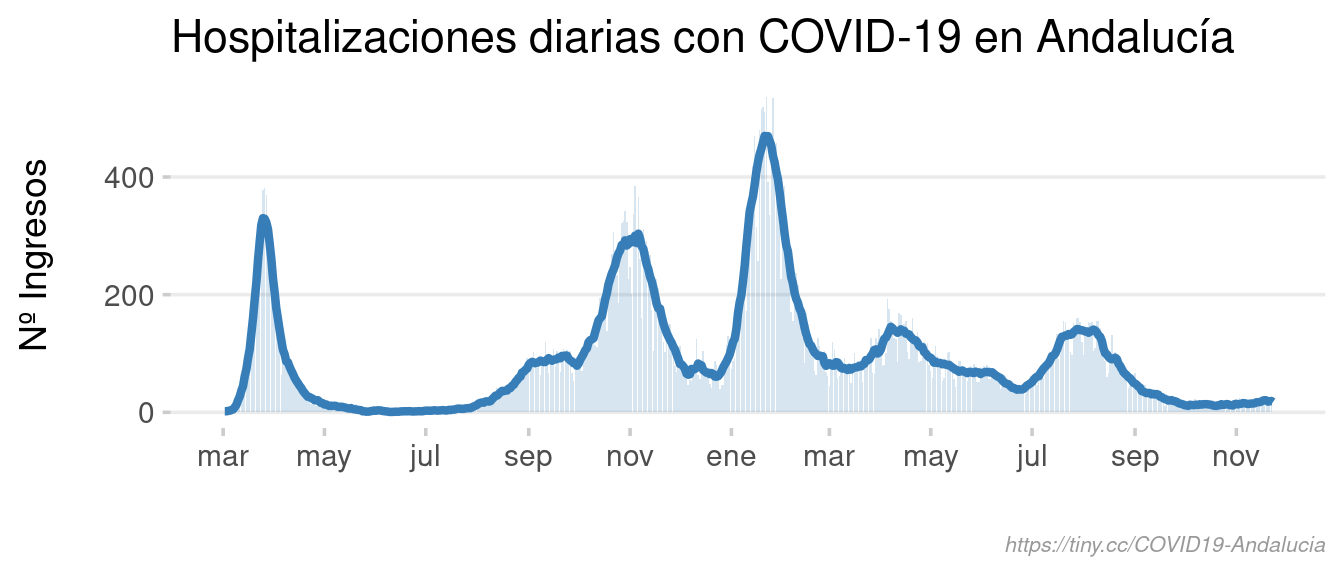 Hospitalizaciones diarias con COVID-19 en Andalucía
Nº Ingresos
400
200
0
mar may jul sep nov ene mar may jul sep nov
https://tiny.cc/COVID19-Andalucia